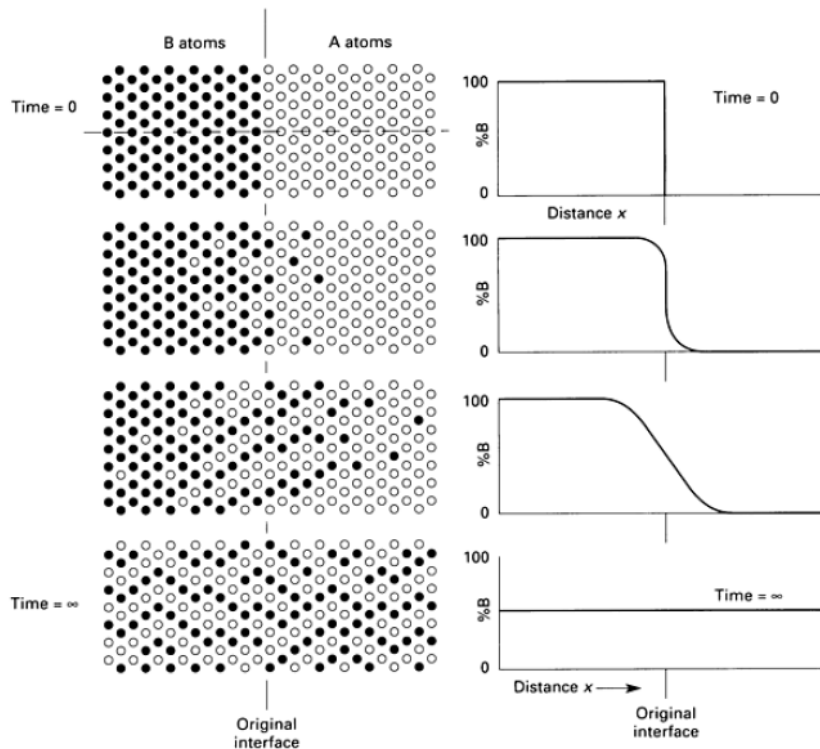 B atoms
A atoms
Time = 0
100
%B
0
Time = 0
Distance x
100
%B
0
100
%B
0
Time = ∞
100
%B
0
Time = ∞
Distance x
Original
interface
Original
interface